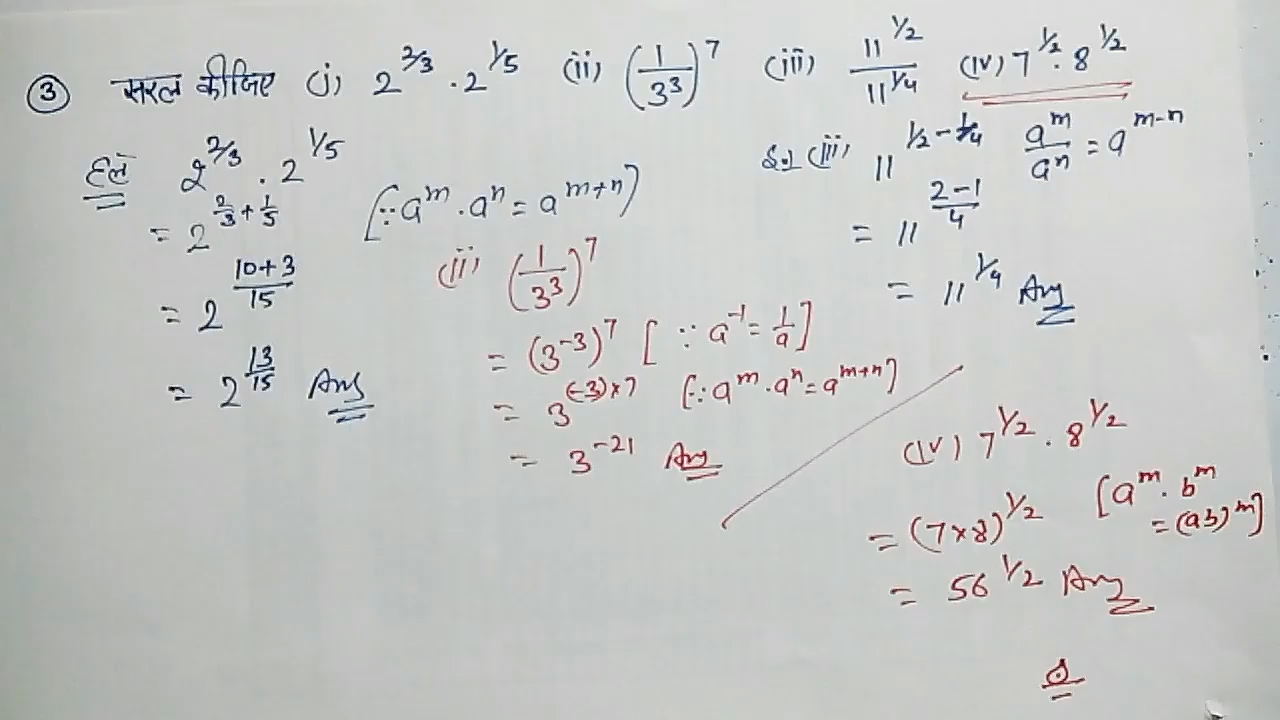 ③ सरल कीजिए (i) 2^{2/3} . 2^{1/5} (ii) (1/3^3)^7 (iii) 11^{1/2}/11^{1/4} (iv) 7^{1/2} . 8^{1/2}
हल 2^{2/3} . 2^{1/5}
= 2^{2/3 + 1/5} [∵ a^m . a^n = a^{m+n}]
= 2^{(10+3)/15}
= 2^{13/15} Ans
(ii) (1/3^3)^7
= (3^{-3})^7 [∵ a^{-1} = 1/a]
= 3^{(-3)×7} [∵ a^m . a^n = a^{m+n}]
= 3^{-21} Ans
(iii) 11^{1/2 - 1/4} a^m/a^n = a^{m-n}
= 11^{(2-1)/4}
= 11^{1/4} Ans
(iv) 7^{1/2} . 8^{1/2}
= (7×8)^{1/2} [a^m . b^m
= (ab)^m]
= 56^{1/2} Ans